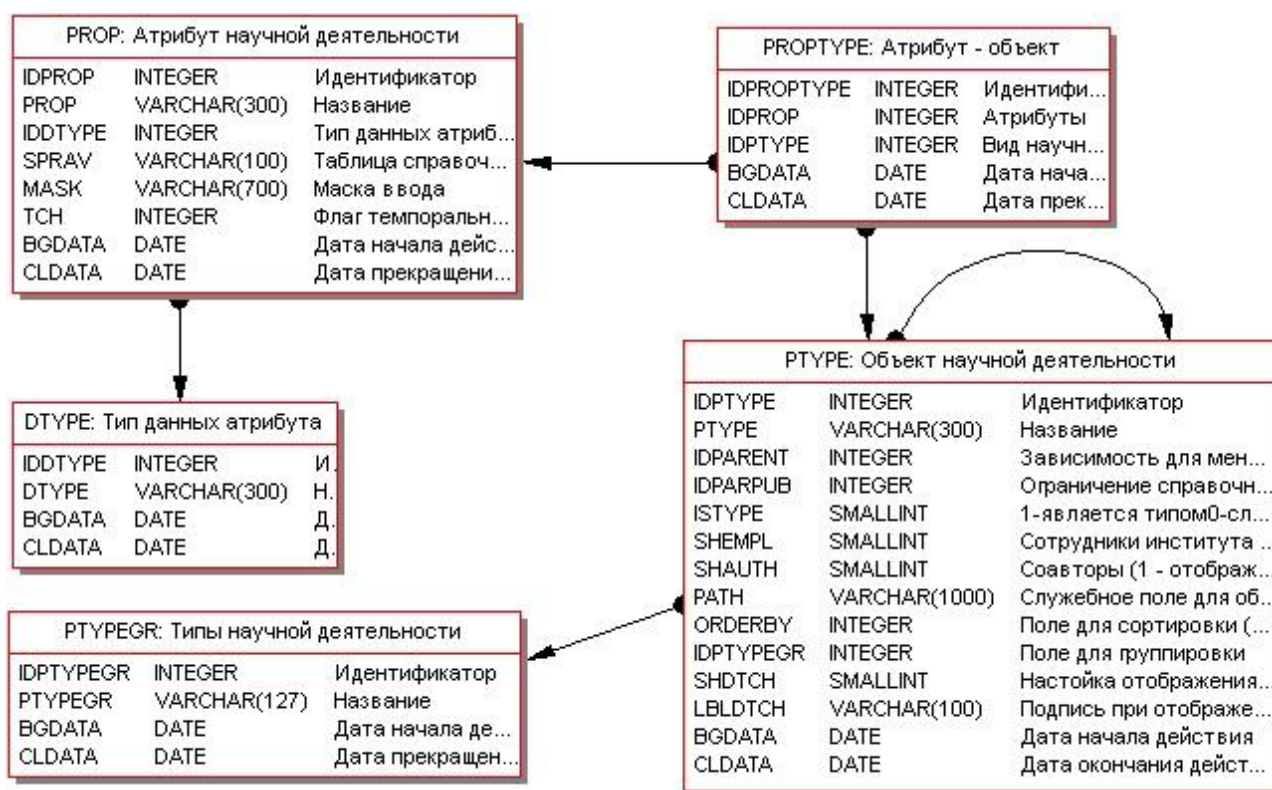 PROP: Атрибут научной деятельности
IDPROP INTEGER Идентификатор
PROP VARCHAR(300) Название
IDDTYPE INTEGER Тип данных атриб...
SPRAV VARCHAR(100) Таблица справоч...
MASK VARCHAR(700) Маска ввода
TCH INTEGER Флаг темпоральн...
BGDATA DATE Дата начала дейс...
CLDATA DATE Дата прекращени...
PROPTYPE: Атрибут - объект
IDPROPTYPE INTEGER Идентифи...
IDPROP INTEGER Атрибуты
IDPTYPE INTEGER Вид научн...
BGDATA DATE Дата нача...
CLDATA DATE Дата прек...
DTYPE: Тип данных атрибута
IDDTYPE INTEGER И.
DTYPE VARCHAR(300) Н.
BGDATA DATE Д.
CLDATA DATE Д.
PTYPEGR: Типы научной деятельности
IDPTYPEGR INTEGER Идентификатор
PTYPEGR VARCHAR(127) Название
BGDATA DATE Дата начала де...
CLDATA DATE Дата прекращен...
PTYPE: Объект научной деятельности
IDPTYPE INTEGER Идентификатор
PTYPE VARCHAR(300) Название
IDPARENT INTEGER Зависимость для мен...
IDPARPUB INTEGER Ограничение справочн...
ISTYPE SMALLINT 1-является типом0-сл...
SHEMPL SMALLINT Сотрудники института ...
SHAUTH SMALLINT Соавторы (1 - отображ...
PATH VARCHAR(1000) Служебное поле для об...
ORDERBY INTEGER Поле для сортировки (...
IDPTYPEGR INTEGER Поле для группировки
SHDTCH SMALLINT Настойка отображения...
LBLDTCH VARCHAR(100) Подпись при отображе...
BGDATA DATE Дата начала действия
CLDATA DATE Дата окончания дейст...